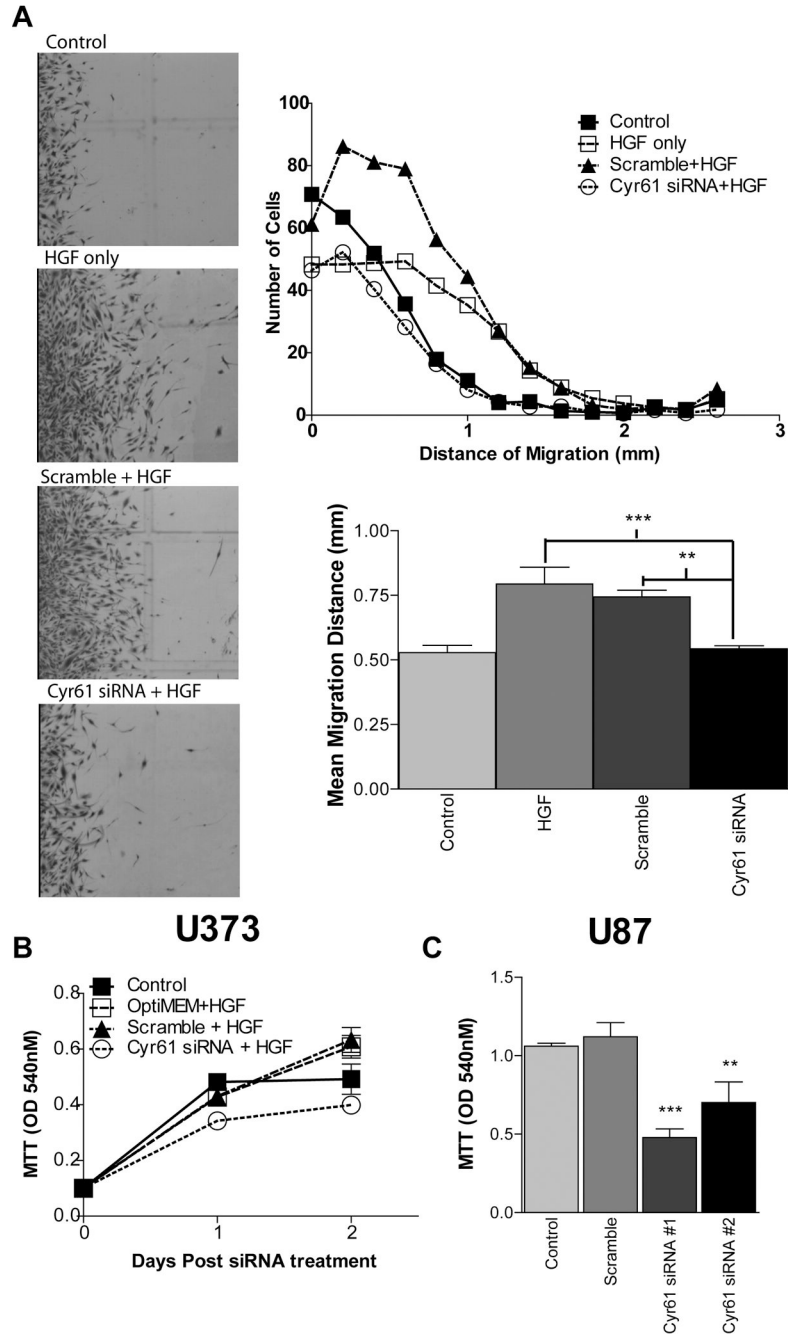 A
Control
HGF only
Scramble + HGF
Cyr61 siRNA + HGF
100
80
60
40
20
0
0
1
2
3
Number of Cells
Distance of Migration (mm)
Control
HGF only
Scramble+HGF
Cyr61 siRNA+HGF
1.00
0.75
0.50
0.25
0.00
Mean Migration Distance (mm)
***
**
Control
HGF
Scramble
Cyr61 siRNA
U373
B
Control
OptiMEM+HGF
Scramble + HGF
Cyr61 siRNA + HGF
0.8
0.6
0.4
0.2
0.0
0
1
2
MTT (OD 540nM)
Days Post siRNA treatment
U87
C
1.5
1.0
0.5
0.0
MTT (OD 540nM)
***
**
Control
Scramble
Cyr61 siRNA #1
Cyr61 siRNA #2